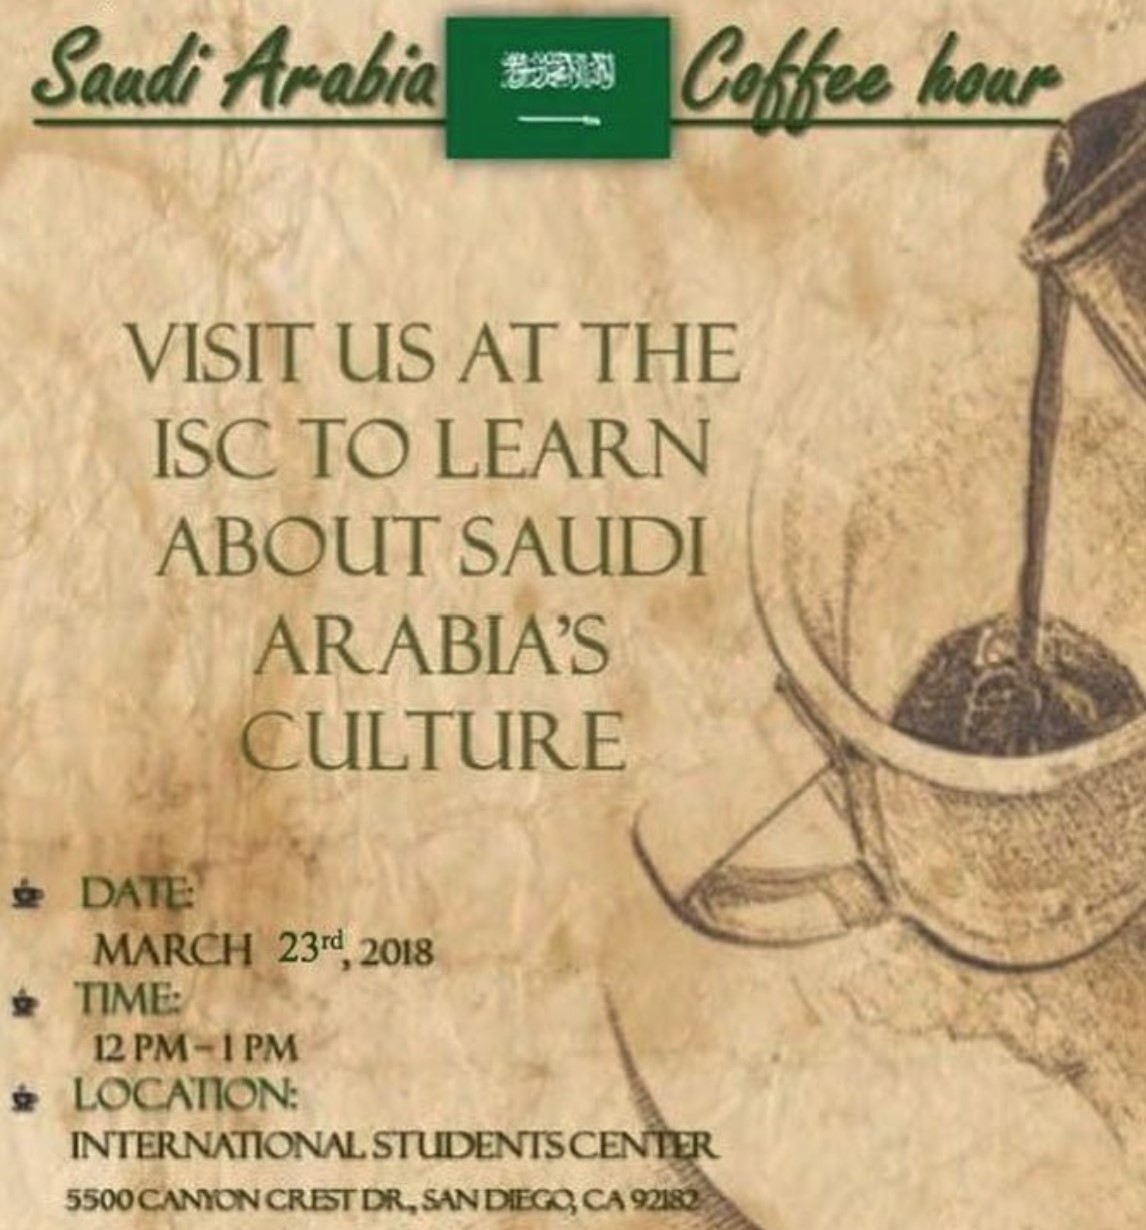 Saudi Arabia Coffee hour
VISIT US AT THE
ISC TO LEARN
ABOUT SAUDI
ARABIA'S
CULTURE
DATE:
MARCH 23rd, 2018
TIME:
12 PM – 1 PM
LOCATION:
INTERNATIONAL STUDENTS CENTER
5500 CANYON CREST DR., SAN DIEGO, CA 92182